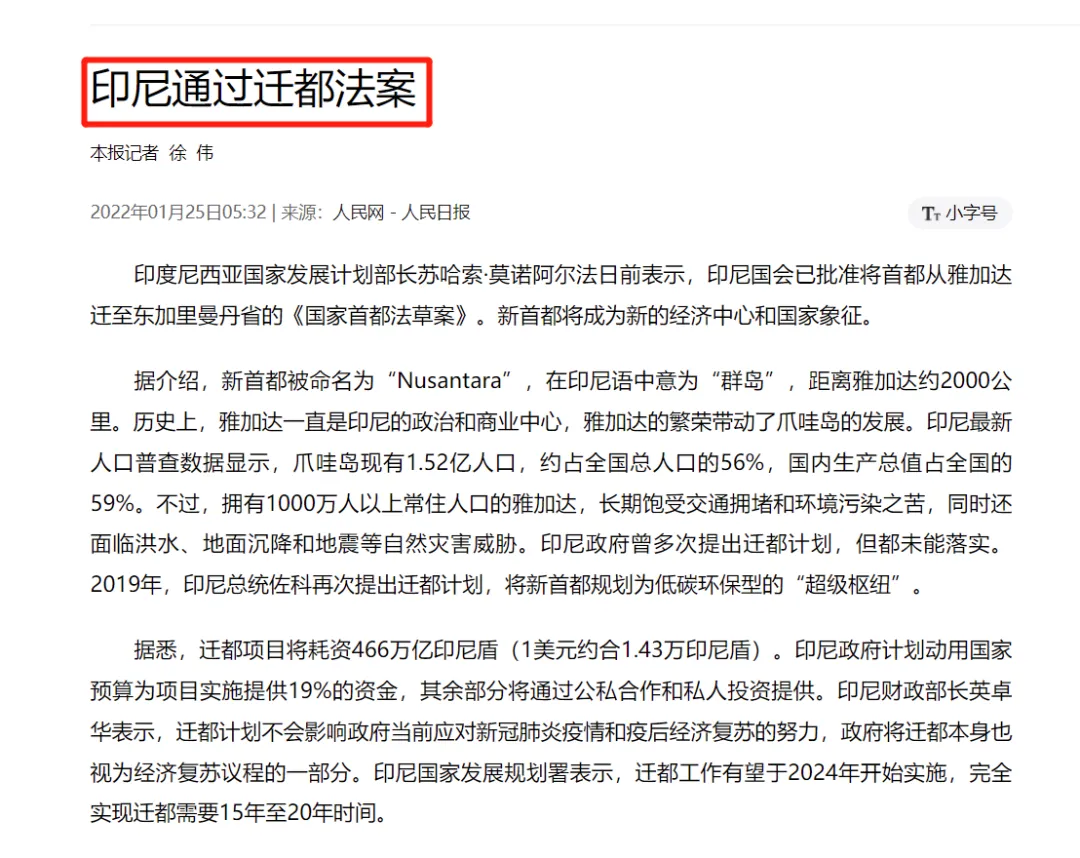 印尼通过迁都法案
本报记者 徐 伟
2022年01月25日05:32 | 来源：人民网－人民日报
Tт 小字号
印度尼西亚国家发展计划部长苏哈索·莫诺阿尔法日前表示，印尼国会已批准将首都从雅加达
迁至东加里曼丹省的《国家首都法草案》。新首都将成为新的经济中心和国家象征。
据介绍，新首都被命名为“Nusantara”，在印尼语中意为“群岛”，距离雅加达约2000公
里。历史上，雅加达一直是印尼的政治和商业中心，雅加达的繁荣带动了爪哇岛的发展。印尼最新
人口普查数据显示，爪哇岛现有1.52亿人口，约占全国总人口的56%，国内生产总值占全国的
59%。不过，拥有1000万人以上常住人口的雅加达，长期饱受交通拥堵和环境污染之苦，同时还
面临洪水、地面沉降和地震等自然灾害威胁。印尼政府曾多次提出迁都计划，但都未能落实。
2019年，印尼总统佐科再次提出迁都计划，将新首都规划为低碳环保型的“超级枢纽”。
据悉，迁都项目将耗资466万亿印尼盾（1美元约合1.43万印尼盾）。印尼政府计划动用国家
预算为项目实施提供19%的资金，其余部分将通过公私合作和私人投资提供。印尼财政部长英卓
华表示，迁都计划不会影响政府当前应对新冠肺炎疫情和疫后经济复苏的努力，政府将迁都本身也
视为经济复苏议程的一部分。印尼国家发展规划署表示，迁都工作有望于2024年开始实施，完全
实现迁都需要15年至20年时间。